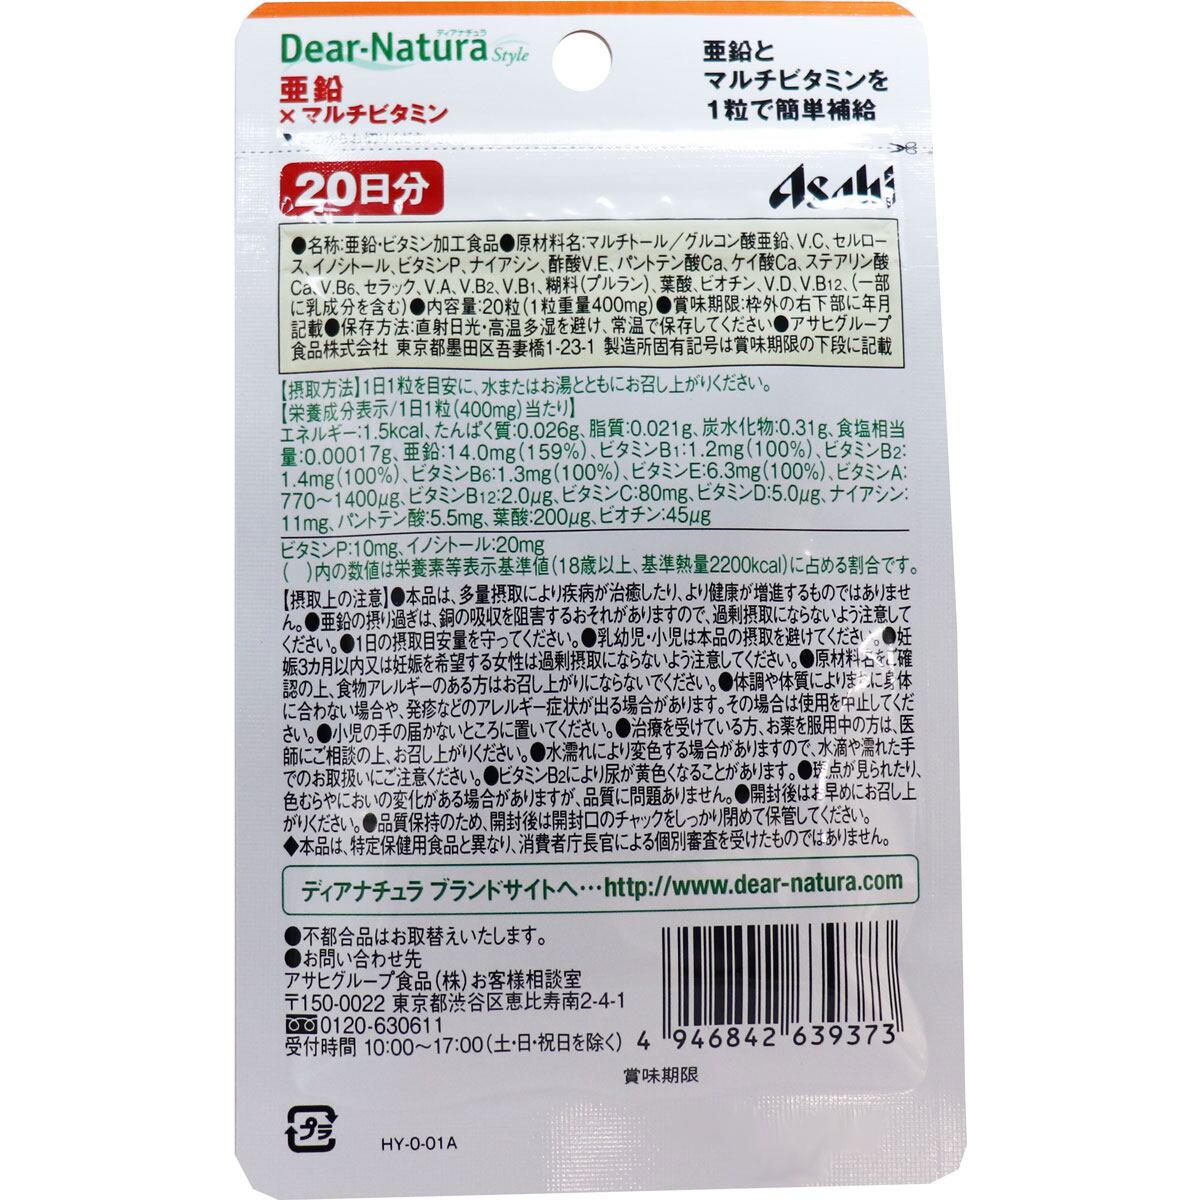 ディアナチュラ
Dear-Natura Style
亜鉛
×マルチビタミン
亜鉛と
マルチビタミンを
1粒で簡単補給
20日分
Asahi
●名称:亜鉛・ビタミン加工食品●原材料名:マルチトール/グルコン酸亜鉛、V.C、セルロー
ス、イノシトール、ビタミンP、ナイアシン、酢酸V.E、パントテン酸Ca、ケイ酸Ca、ステアリン酸
Ca、V.B6、セラック、V.A、V.B2、V.B1、糊料(プルラン)、葉酸、ビオチン、V.D、V.B12、(一部
に乳成分を含む)●内容量:20粒(1粒重量400mg)●賞味期限:枠外の右下部に年月
記載●保存方法:直射日光・高温多湿を避け、常温で保存してください●アサヒグループ
食品株式会社 東京都墨田区吾妻橋1-23-1 製造所固有記号は賞味期限の下段に記載
【摂取方法】1日1粒を目安に、水またはお湯とともにお召し上がりください。
【栄養成分表示/1日1粒(400mg)当たり】
エネルギー:1.5kcal、たんぱく質:0.026g、脂質:0.021g、炭水化物:0.31g、食塩相当
量:0.00017g、亜鉛:14.0mg(159%)、ビタミンB1:1.2mg(100%)、ビタミンB2:
1.4mg(100%)、ビタミンB6:1.3mg(100%)、ビタミンE:6.3mg(100%)、ビタミンA:
770～1400μg、ビタミンB12:2.0μg、ビタミンC:80mg、ビタミンD:5.0μg、ナイアシン:
11mg、パントテン酸:5.5mg、葉酸:200μg、ビオチン:45μg
ビタミンP:10mg、イノシトール:20mg
( )内の数値は栄養素等表示基準値(18歳以上、基準熱量2200kcal)に占める割合です。
【摂取上の注意】●本品は、多量摂取により疾病が治癒したり、より健康が増進するものではありませ
ん。●亜鉛の摂り過ぎは、銅の吸収を阻害するおそれがありますので、過剰摂取にならないよう注意して
ください。●1日の摂取目安量を守ってください。●乳幼児・小児は本品の摂取を避けてください。●妊
娠3カ月以内又は妊娠を希望する女性は過剰摂取にならないよう注意してください。●原材料名をご確
認の上、食物アレルギーのある方はお召し上がりにならないでください。●体調や体質によりまれに身体
に合わない場合や、発疹などのアレルギー症状が出る場合があります。その場合は使用を中止してくだ
さい。●小児の手の届かないところに置いてください。●治療を受けている方、お薬を服用中の方は、医
師にご相談の上、お召し上がりください。●水濡れにより変色する場合がありますので、水滴や濡れた手
でのお取扱いにご注意ください。●ビタミンB2により尿が黄色くなることがあります。●斑点が見られたり、
色むらやにおいの変化がある場合がありますが、品質に問題ありません。●開封後はお早めにお召し上
がりください。●品質保持のため、開封後は開封口のチャックをしっかり閉めて保管してください。
◆本品は、特定保健用食品と異なり、消費者庁長官による個別審査を受けたものではありません。
ディアナチュラ ブランドサイトへ…http://www.dear-natura.com
●不都合品はお取替えいたします。
●お問い合わせ先
アサヒグループ食品(株)お客様相談室
〒150-0022 東京都渋谷区恵比寿南2-4-1
0120-630611
受付時間 10:00～17:00(土・日・祝日を除く)
4 946842 639373
賞味期限
プラ
HY-0-01A